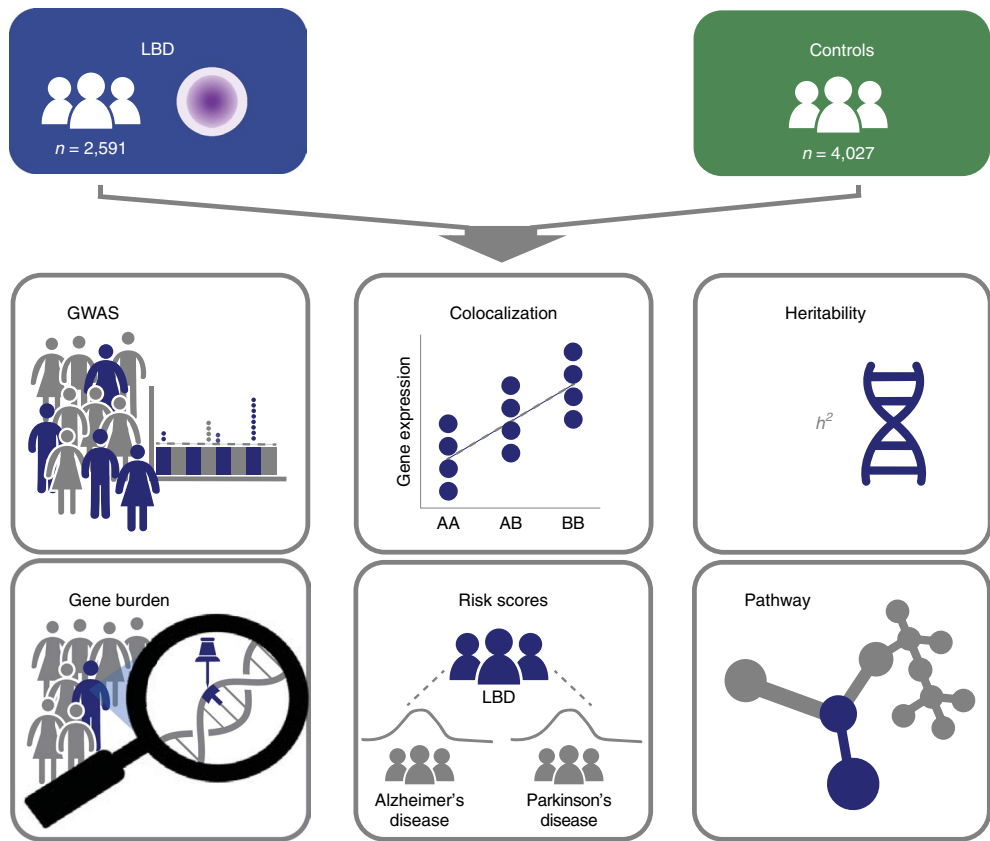 LBD
n = 2,591
Controls
n = 4,027
GWAS
Colocalization
Gene expression
AA AB BB
Heritability
h²
Gene burden
Risk scores
LBD
Alzheimer's
disease
Parkinson's
disease
Pathway